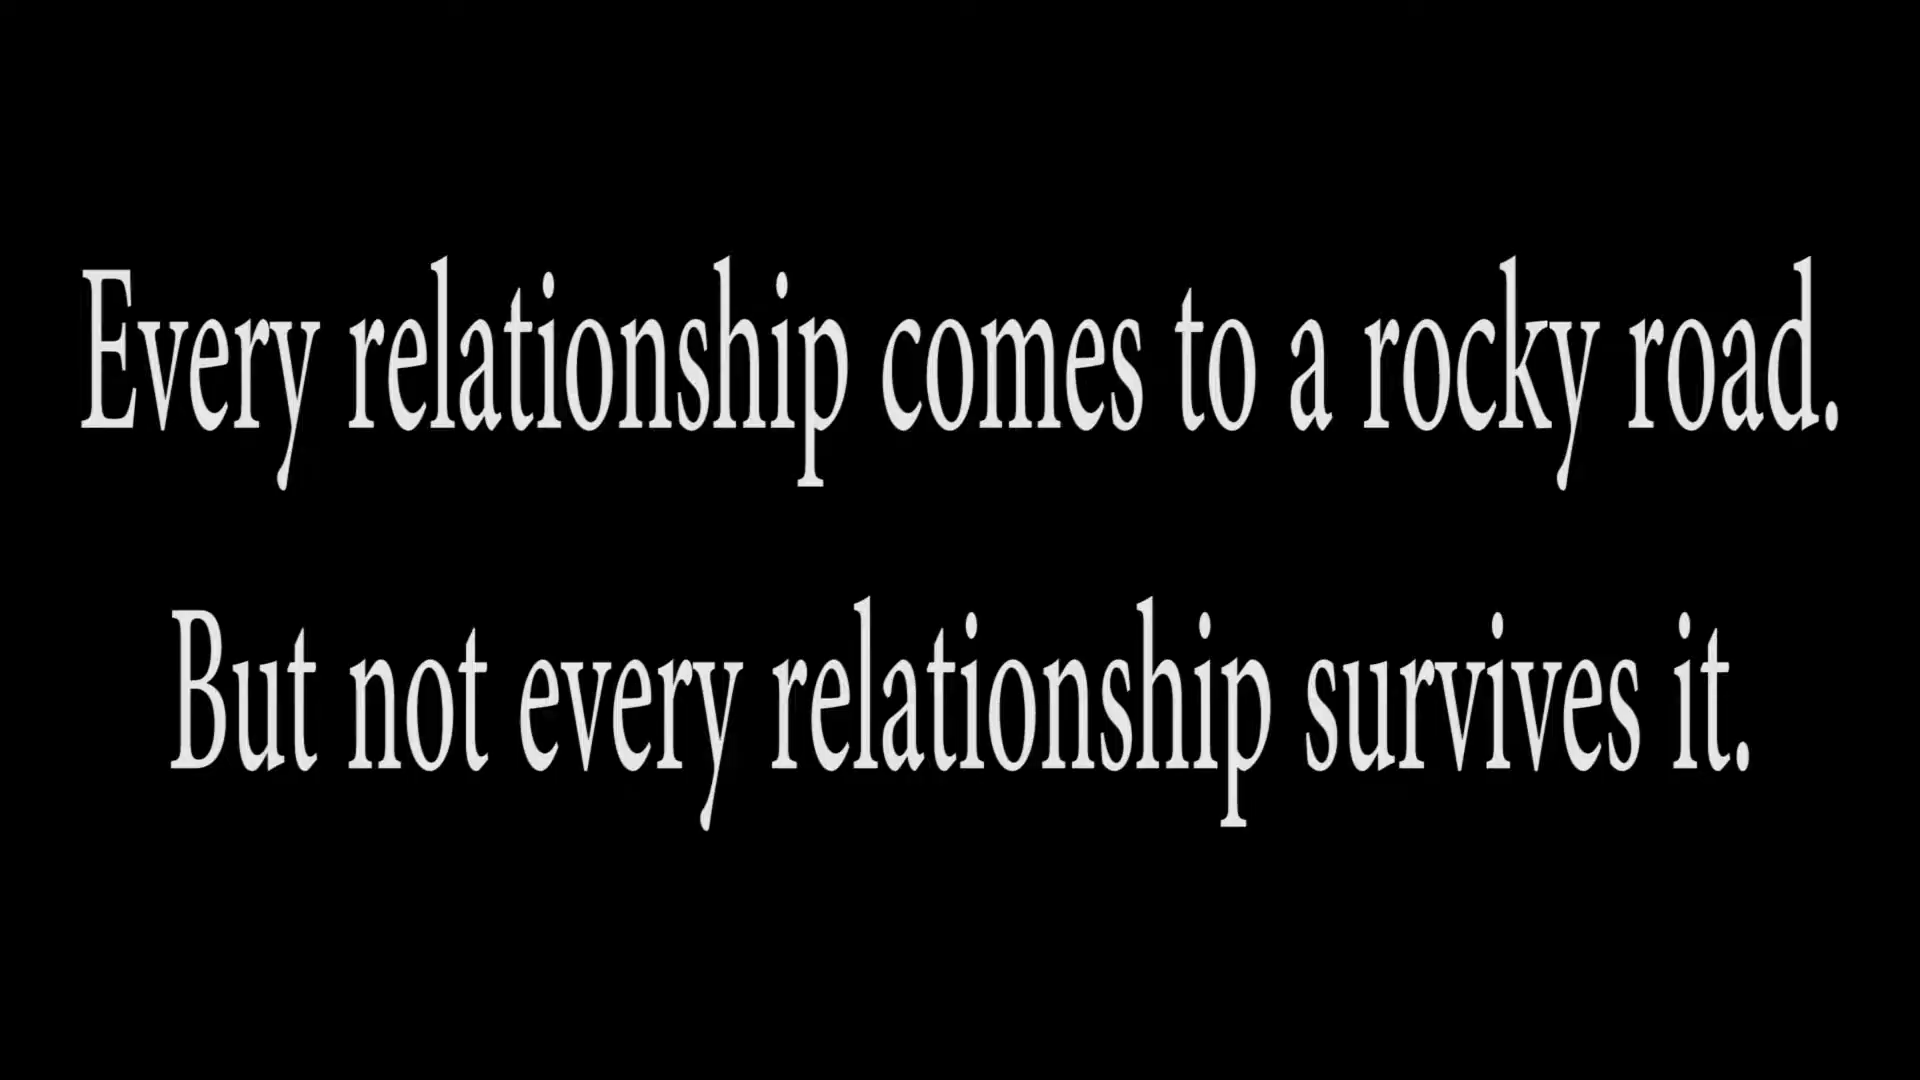 Every relationship comes to a rocky road.
But not every relationship survives it.